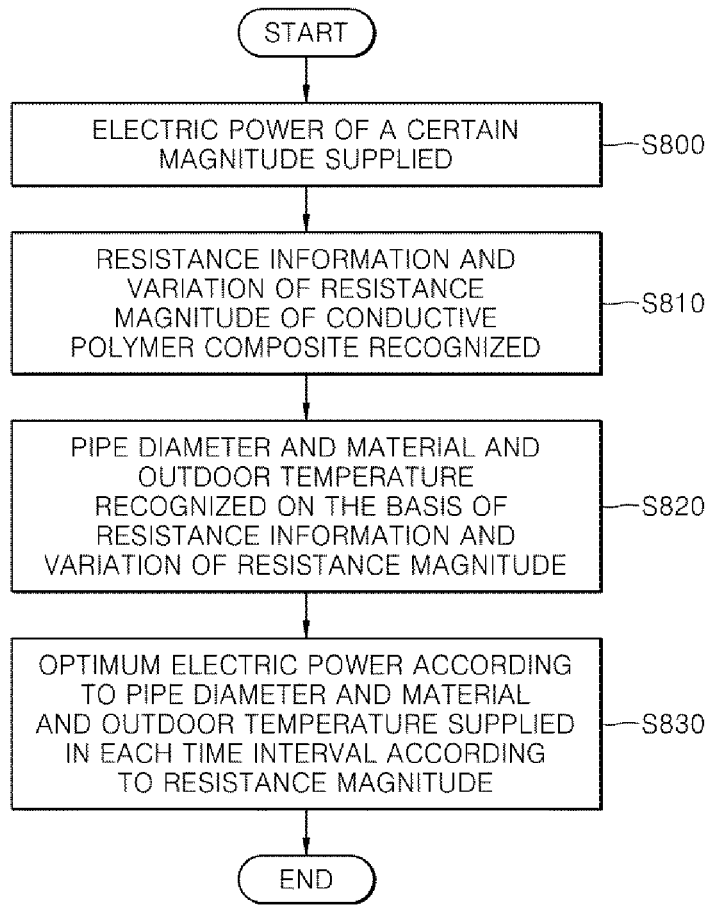 START
ELECTRIC POWER OF A CERTAIN
MAGNITUDE SUPPLIED
S800
RESISTANCE INFORMATION AND
VARIATION OF RESISTANCE
MAGNITUDE OF CONDUCTIVE
POLYMER COMPOSITE RECOGNIZED
S810
PIPE DIAMETER AND MATERIAL AND
OUTDOOR TEMPERATURE
RECOGNIZED ON THE BASIS OF
RESISTANCE INFORMATION AND
VARIATION OF RESISTANCE MAGNITUDE
S820
OPTIMUM ELECTRIC POWER ACCORDING
TO PIPE DIAMETER AND MATERIAL
AND OUTDOOR TEMPERATURE SUPPLIED
IN EACH TIME INTERVAL ACCORDING
TO RESISTANCE MAGNITUDE
S830
END